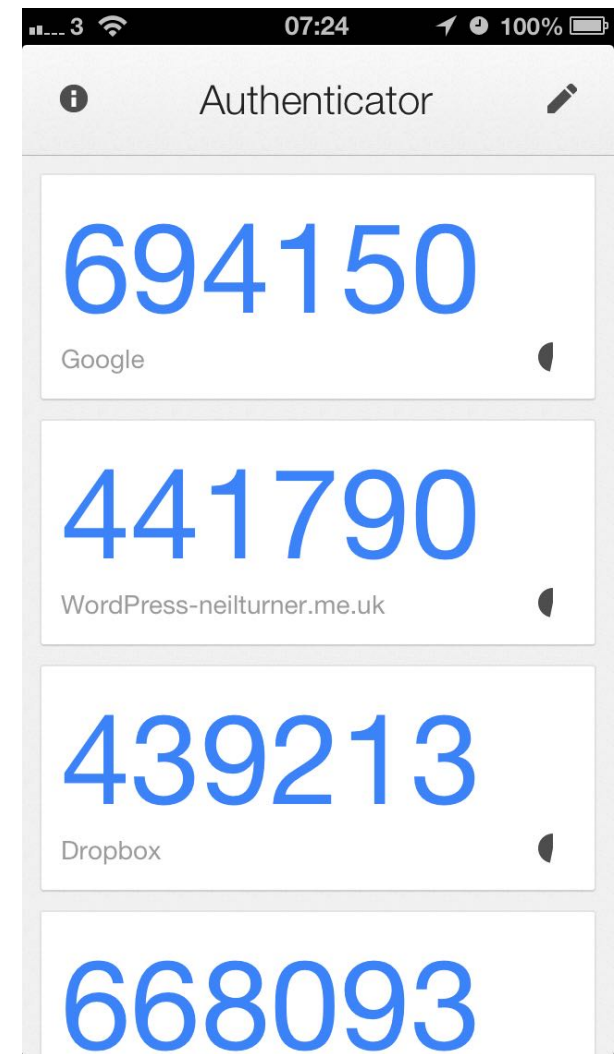 3 07:24 100%
Authenticator
694150
Google
441790
WordPress-neilturner.me.uk
439213
Dropbox
668093